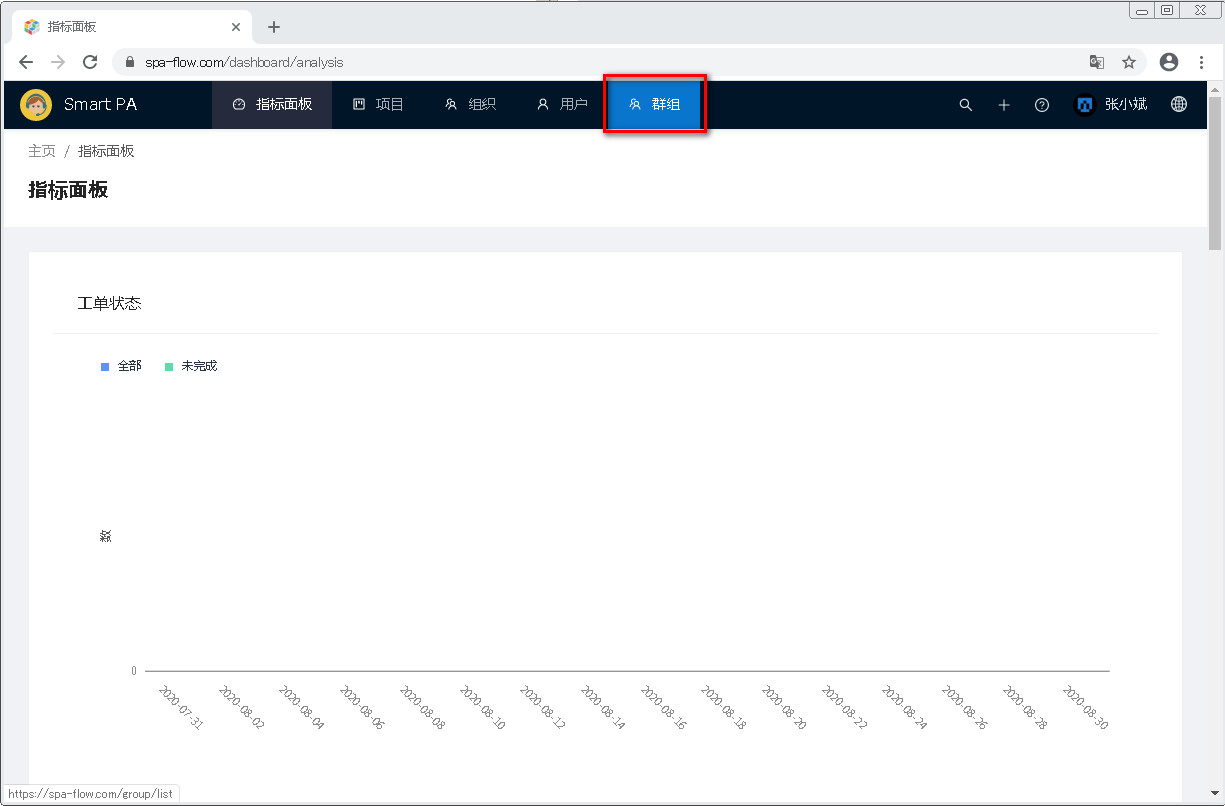 指标面板
spa-flow.com/dashboard/analysis
Smart PA 指标面板 项目 组织 用户 群组 张小斌
主页 / 指标面板
指标面板
工单状态
全部 未完成
数
0
2020-07-31 2020-08-02 2020-08-04 2020-08-06 2020-08-08 2020-08-10 2020-08-12 2020-08-14 2020-08-16 2020-08-18 2020-08-20 2020-08-22 2020-08-24 2020-08-26 2020-08-28 2020-08-30
https://spa-flow.com/group/list